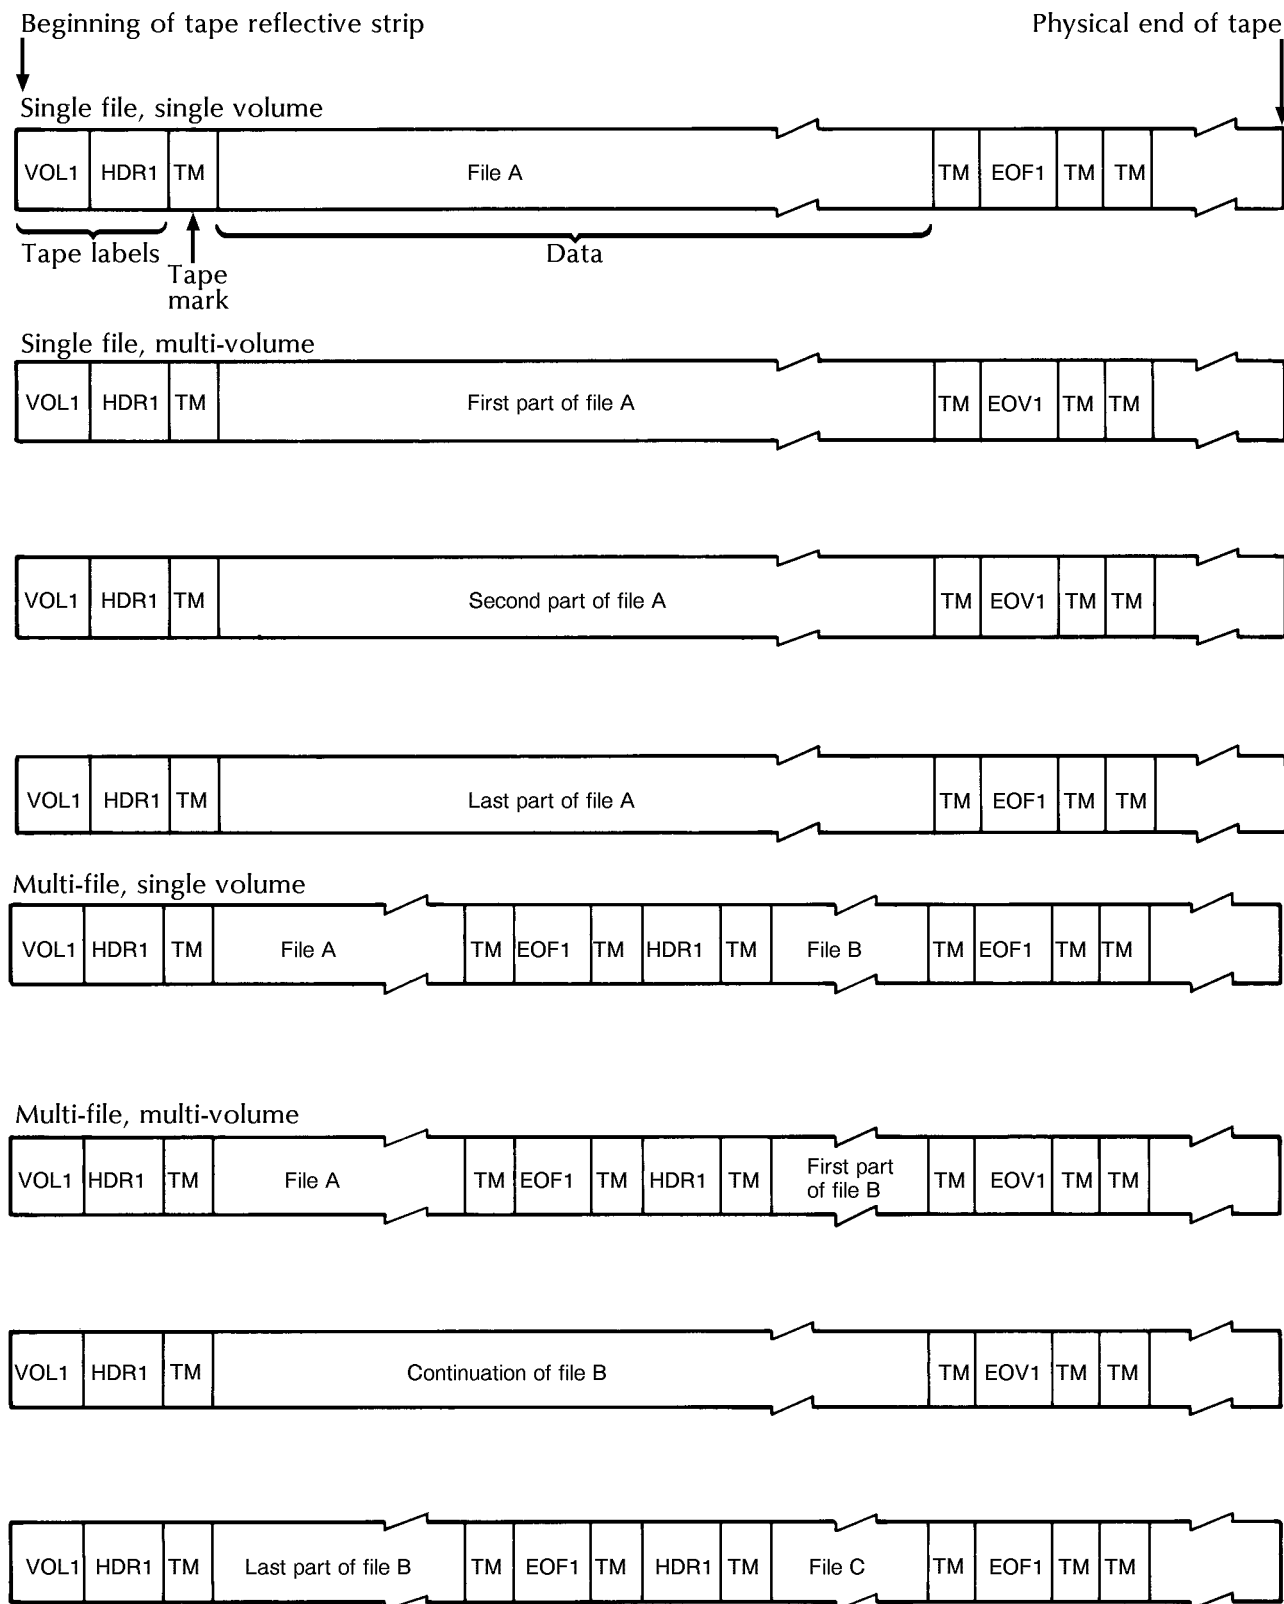 Beginning of tape reflective strip
Physical end of tape
Single file, single volume
VOL1 HDR1 TM File A TM EOF1 TM TM
Tape labels
Tape
mark
Data
Single file, multi-volume
VOL1 HDR1 TM First part of file A TM EOV1 TM TM
VOL1 HDR1 TM Second part of file A TM EOV1 TM TM
VOL1 HDR1 TM Last part of file A TM EOF1 TM TM
Multi-file, single volume
VOL1 HDR1 TM File A TM EOF1 TM HDR1 TM File B TM EOF1 TM TM
Multi-file, multi-volume
VOL1 HDR1 TM File A TM EOF1 TM HDR1 TM First part
of file B TM EOV1 TM TM
VOL1 HDR1 TM Continuation of file B TM EOV1 TM TM
VOL1 HDR1 TM Last part of file B TM EOF1 TM HDR1 TM File C TM EOF1 TM TM